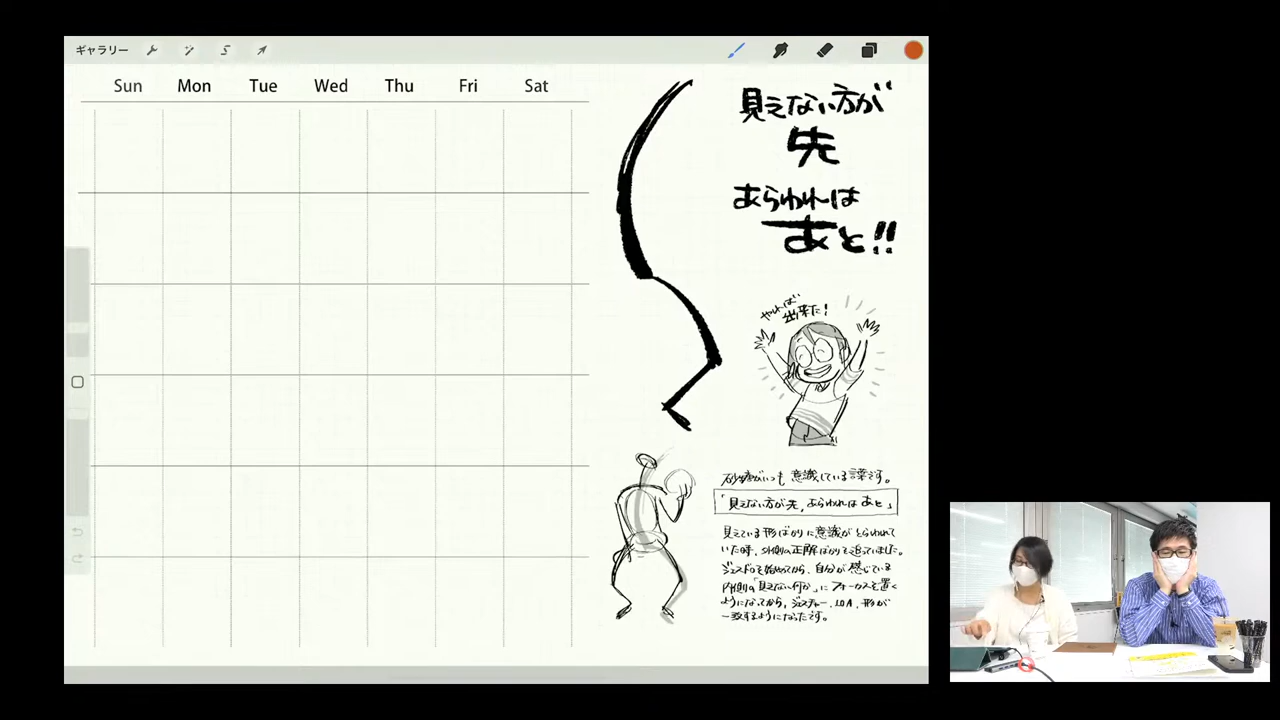 ギャラリー
Sun Mon Tue Wed Thu Fri Sat
見えない方が
先
あらわれは
あと!!
やれば
出来た!
砂糖がいつも意識している言葉です。
「見えない方が先,あらわれはあと」
見えている形ばかりに意識がとらわれて
いた時、外側の正解ばかりを追っていました。
ジェスドロを始めてから、自分が感じている
内側の「見えない何か」にフォーカスを置く
ようになってから,ジェスチャー、LOA、形が
一致するようになったです。